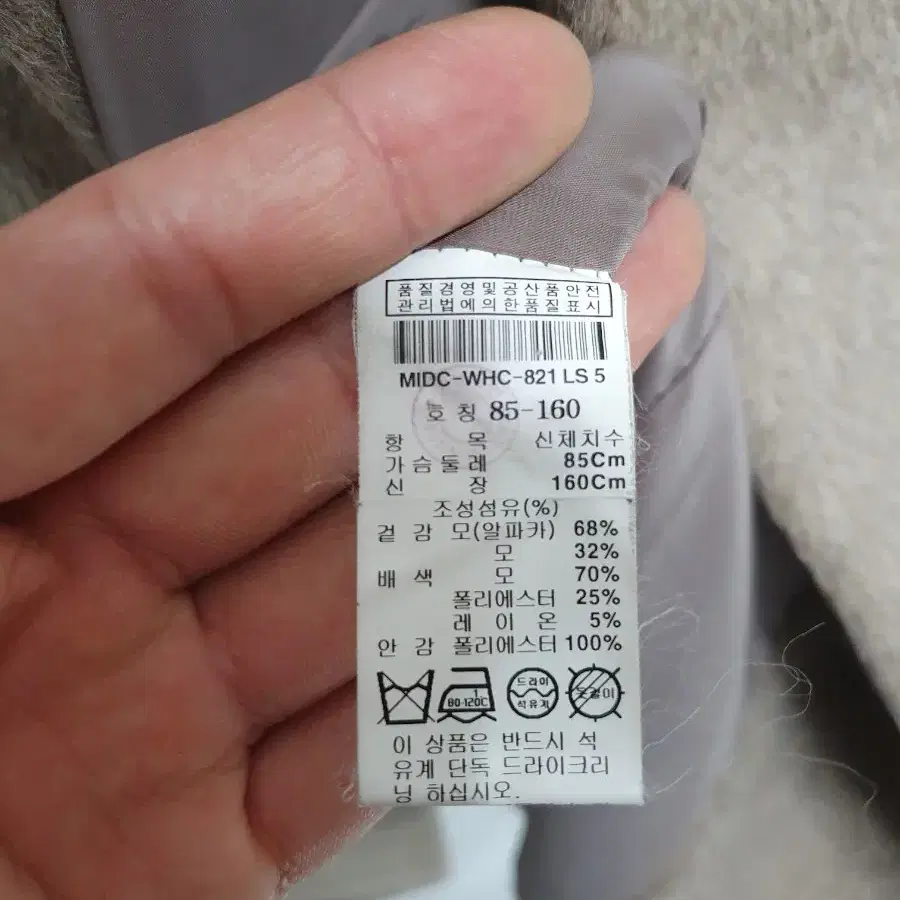 품질경영및공산품안전
관리법에의한품질표시
MIDC-WHC-821 LS 5
호 칭 85-160
항 목 신체치수
가슴둘레 85Cm
신 장 160Cm
조성섬유(%)
겉 감 모(알파카) 68%
모 32%
배 색 모 70%
폴리에스터 25%
레 이 온 5%
안 감 폴리에스터 100%
80-120C 드라이
석유계
이 상품은 반드시 석
유계 단독 드라이크리
닝 하십시오.